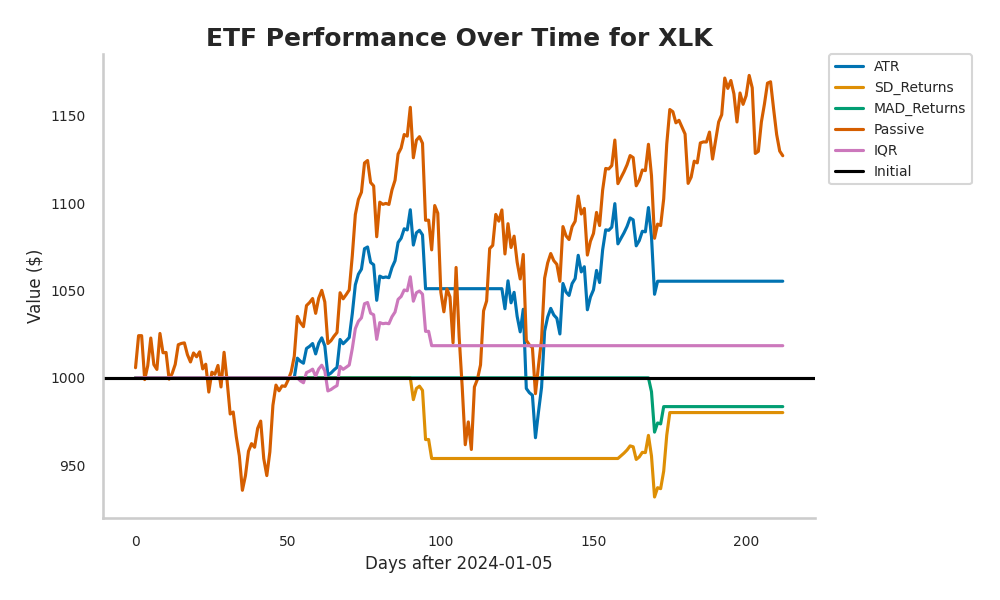 ETF Performance Over Time for XLK
ATR
SD_Returns
MAD_Returns
Passive
IQR
Initial
Value ($)
1150
1100
1050
1000
950
0 50 100 150 200
Days after 2024-01-05